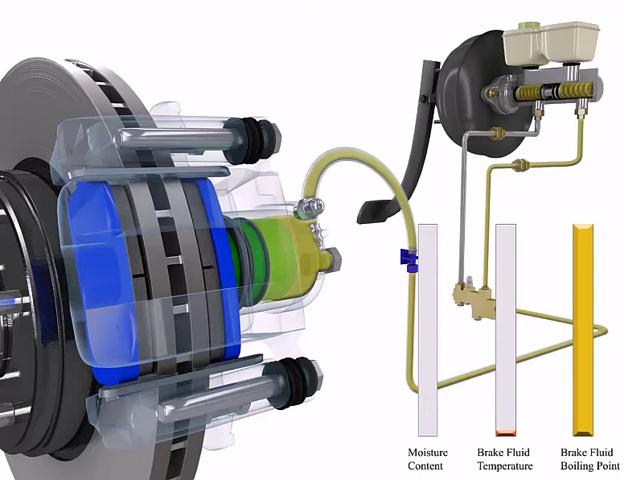 Moisture
Content
Brake Fluid
Temperature
Brake Fluid
Boiling Point